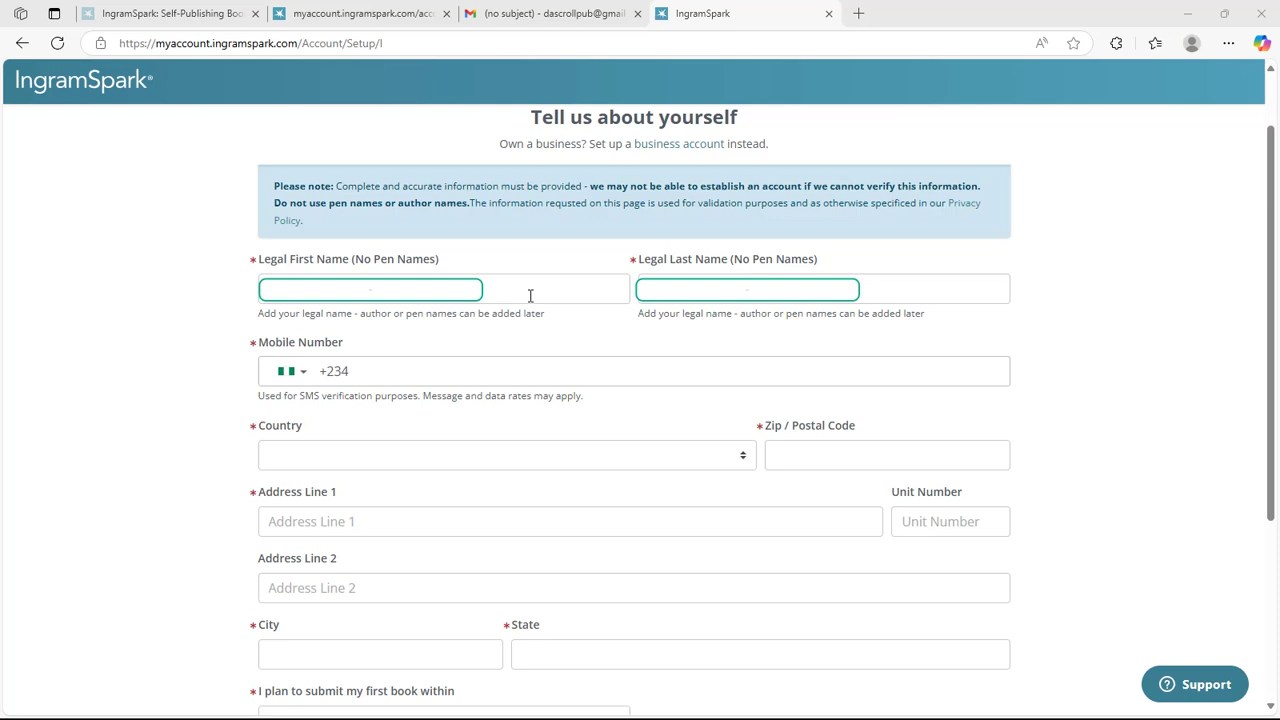 IngramSpark: Self-Publishing Boo
myaccount.ingramspark.com/acc
(no subject) - dascrollpub@gmail
IngramSpark
https://myaccount.ingramspark.com/Account/Setup/I
IngramSpark®
Tell us about yourself
Own a business? Set up a business account instead.
Please note: Complete and accurate information must be provided - we may not be able to establish an account if we cannot verify this information.
Do not use pen names or author names.The information requsted on this page is used for validation purposes and as otherwise specificed in our Privacy
Policy.
*Legal First Name (No Pen Names)
*Legal Last Name (No Pen Names)
Add your legal name - author or pen names can be added later
Add your legal name - author or pen names can be added later
*Mobile Number
+234
Used for SMS verification purposes. Message and data rates may apply.
*Country
*Zip / Postal Code
*Address Line 1
Unit Number
Address Line 1
Unit Number
Address Line 2
Address Line 2
*City
*State
Support
*I plan to submit my first book within